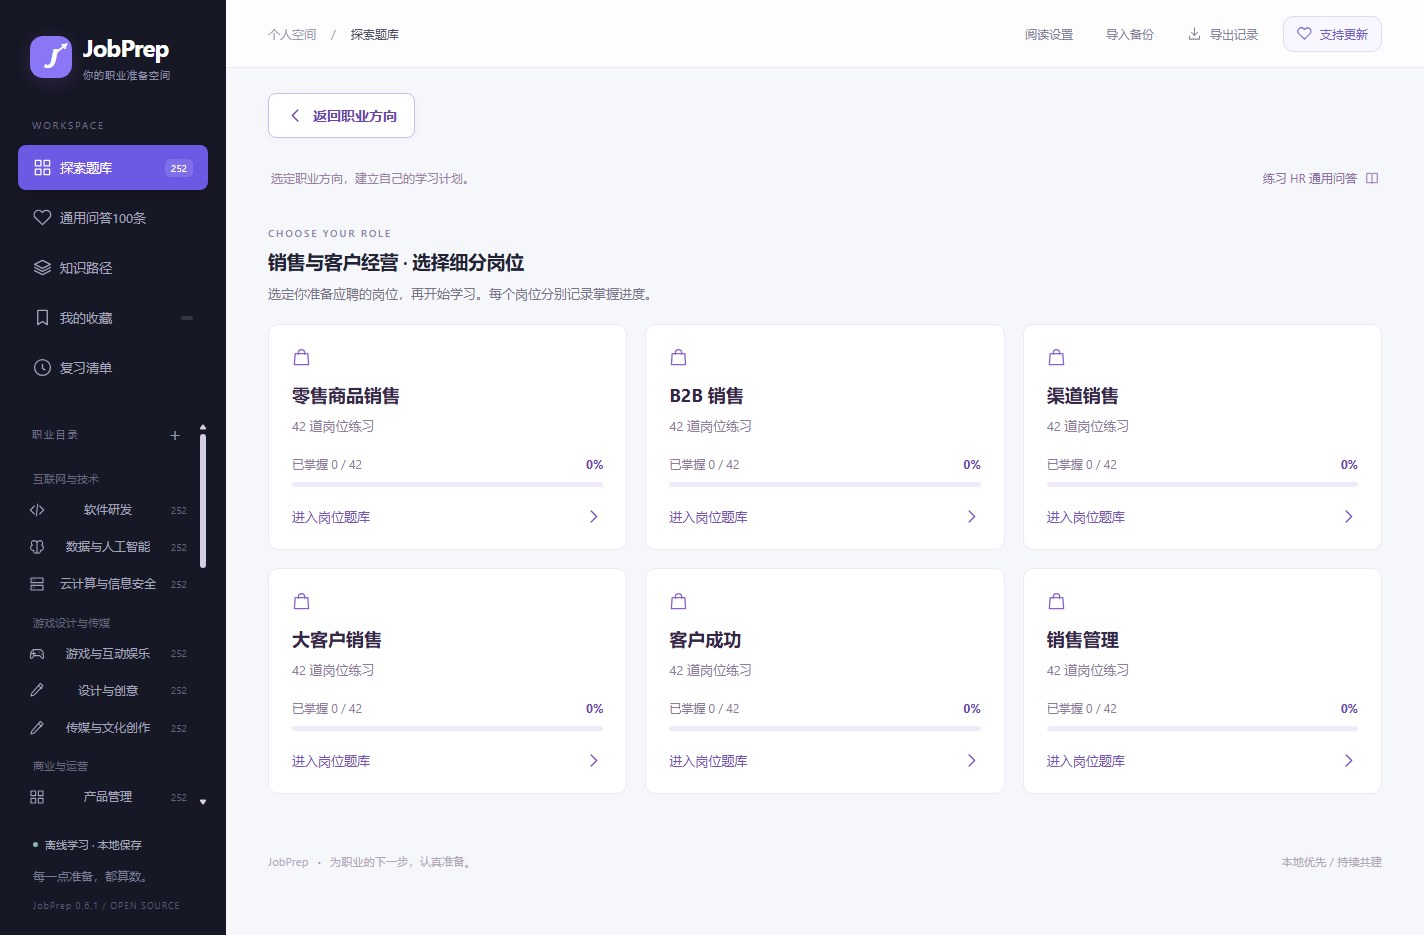 JobPrep
你的职业准备空间
WORKSPACE
探索题库 252
通用问答100条
知识路径
我的收藏
复习清单
职业目录 +
互联网与技术
软件研发 252
数据与人工智能 252
云计算与信息安全 252
游戏设计与传媒
游戏与互动娱乐 252
设计与创意 252
传媒与文化创作 252
商业与运营
产品管理 252
离线学习 · 本地保存
每一点准备，都算数。
JobPrep 0.6.1 / OPEN SOURCE
个人空间 / 探索题库
阅读设置 导入备份 导出记录 支持更新
返回职业方向
选定职业方向，建立自己的学习计划。
练习 HR 通用问答
CHOOSE YOUR ROLE
销售与客户经营 · 选择细分岗位
选定你准备应聘的岗位，再开始学习。每个岗位分别记录掌握进度。
零售商品销售
42 道岗位练习
已掌握 0 / 42 0%
进入岗位题库
B2B 销售
42 道岗位练习
已掌握 0 / 42 0%
进入岗位题库
渠道销售
42 道岗位练习
已掌握 0 / 42 0%
进入岗位题库
大客户销售
42 道岗位练习
已掌握 0 / 42 0%
进入岗位题库
客户成功
42 道岗位练习
已掌握 0 / 42 0%
进入岗位题库
销售管理
42 道岗位练习
已掌握 0 / 42 0%
进入岗位题库
JobPrep · 为职业的下一步，认真准备。
本地优先 / 持续共建